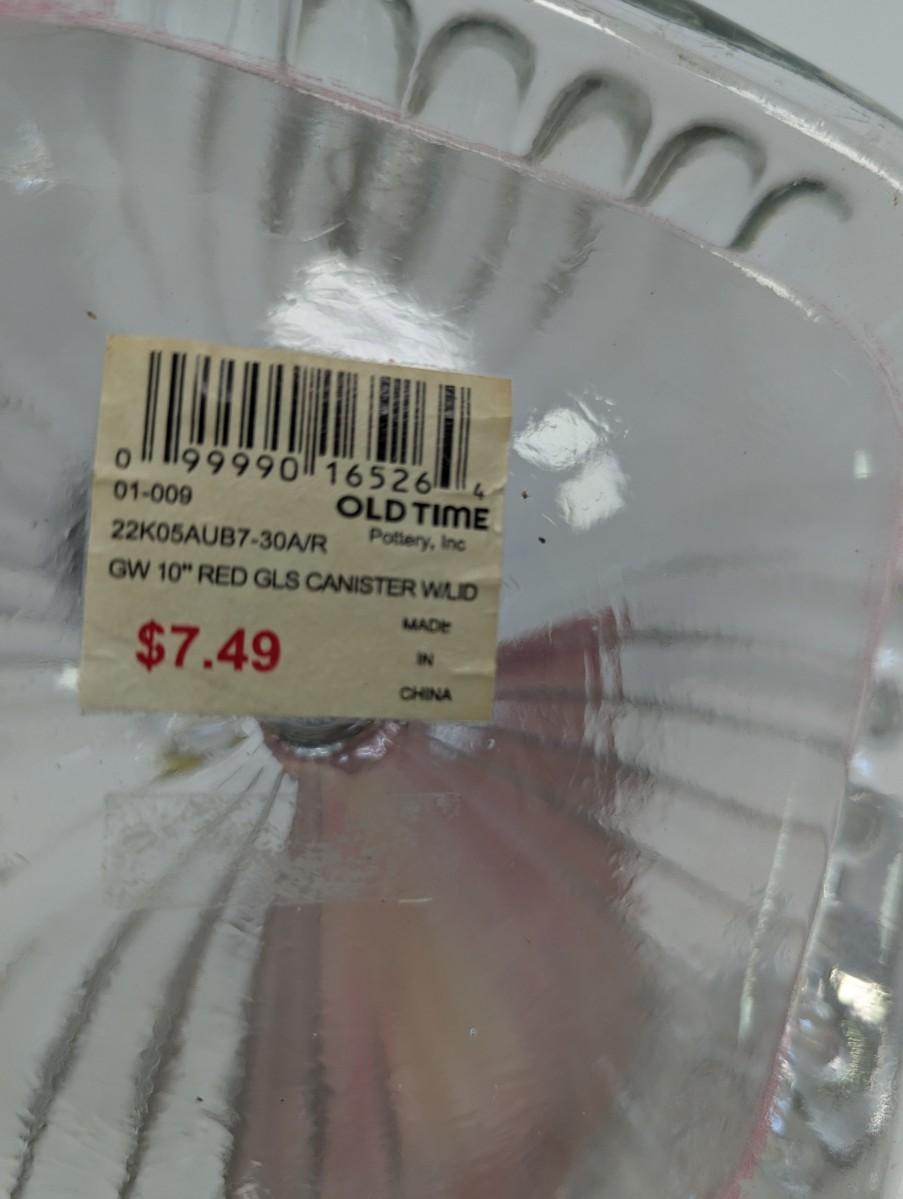 0 99990 16526 4
01-009
OLD TIME
22K05AUB7-30A/R
Pottery, Inc
GW 10" RED GLS CANISTER W/LID
$7.49
MADE
IN
CHINA